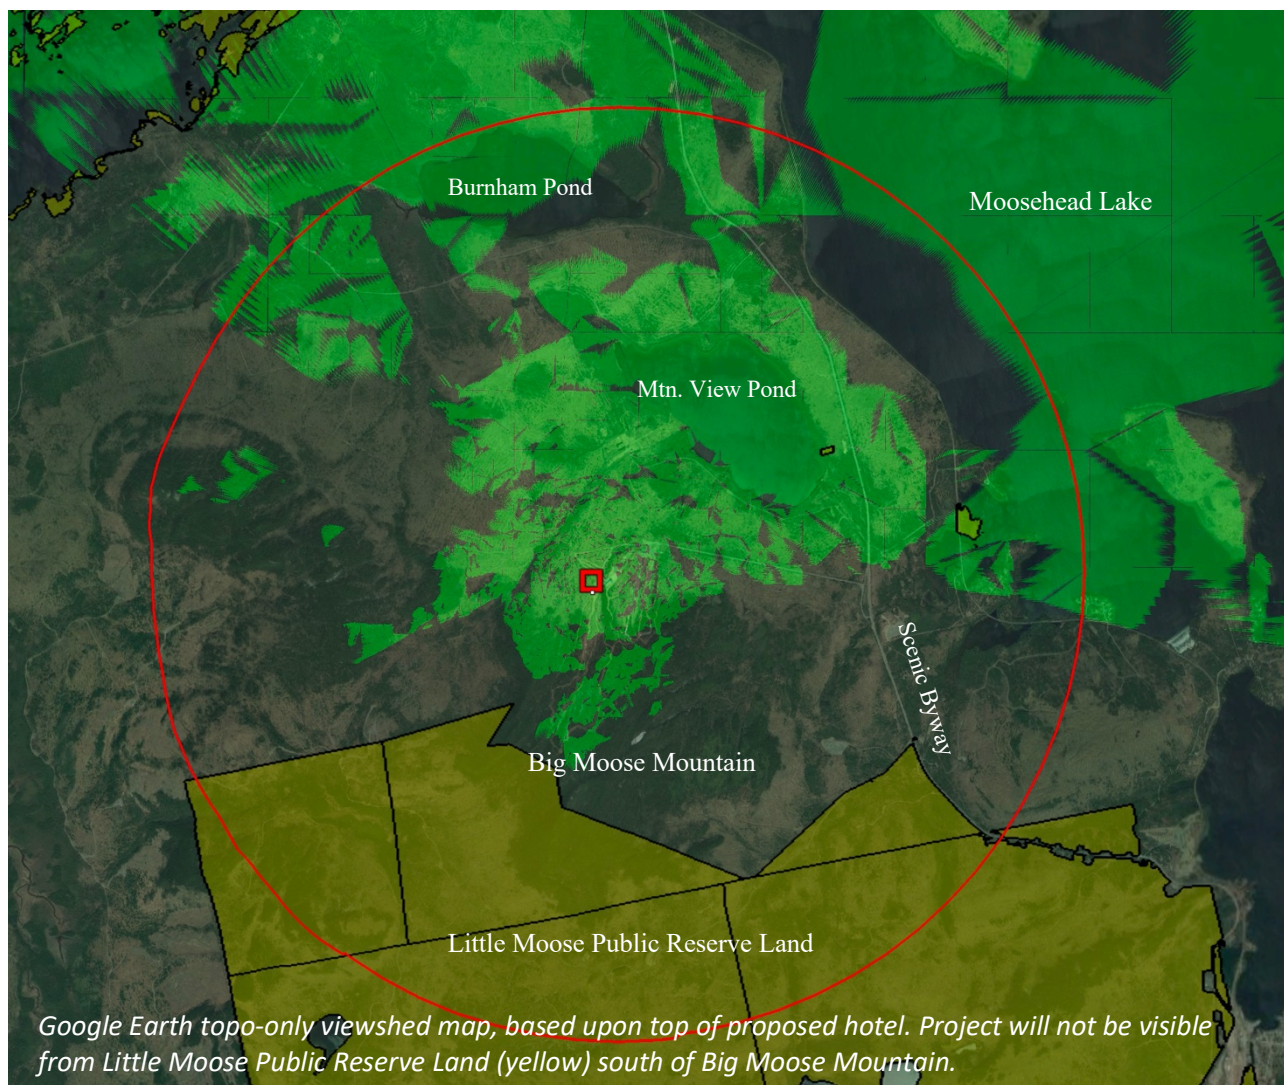 Burnham Pond
Moosehead Lake
Mtn. View Pond
Scenic Byway
Big Moose Mountain
Little Moose Public Reserve Land
Google Earth topo-only viewshed map, based upon top of proposed hotel. Project will not be visible
from Little Moose Public Reserve Land (yellow) south of Big Moose Mountain.